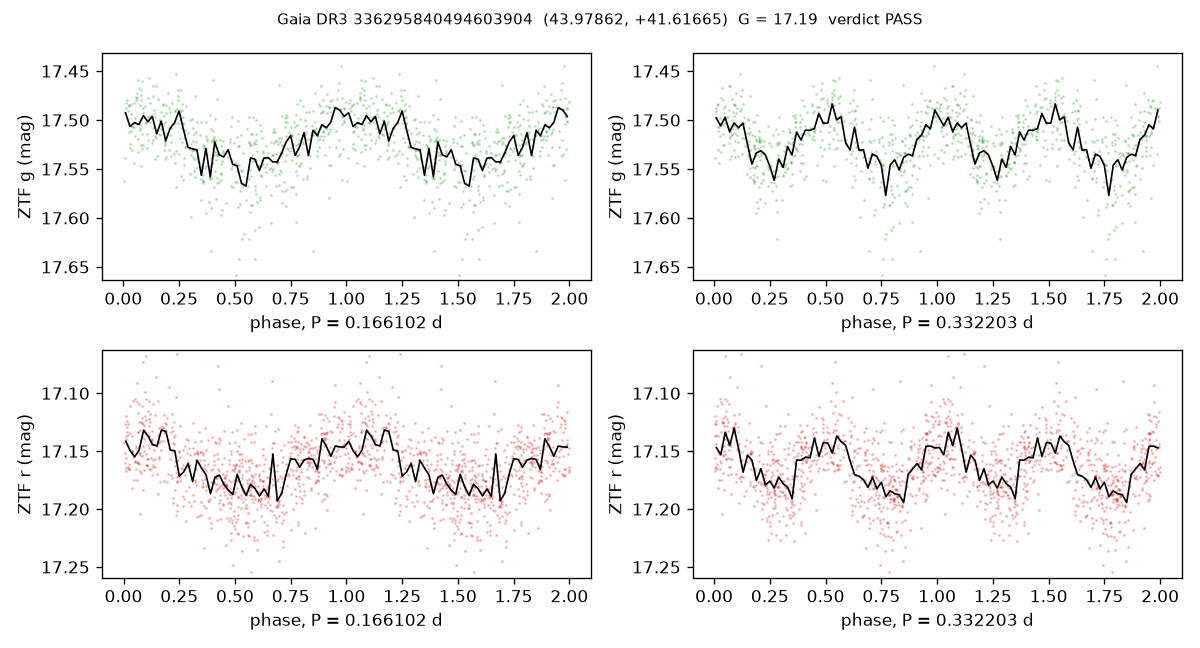 Gaia DR3 336295840494603904  (43.97862, +41.61665)  G = 17.19  verdict PASS
17.45
17.50
17.55
17.60
17.65
ZTF g (mag)
0.00 0.25 0.50 0.75 1.00 1.25 1.50 1.75 2.00
phase, P = 0.166102 d
17.45
17.50
17.55
17.60
17.65
ZTF g (mag)
0.00 0.25 0.50 0.75 1.00 1.25 1.50 1.75 2.00
phase, P = 0.332203 d
17.10
17.15
17.20
17.25
ZTF r (mag)
0.00 0.25 0.50 0.75 1.00 1.25 1.50 1.75 2.00
phase, P = 0.166102 d
17.10
17.15
17.20
17.25
ZTF r (mag)
0.00 0.25 0.50 0.75 1.00 1.25 1.50 1.75 2.00
phase, P = 0.332203 d